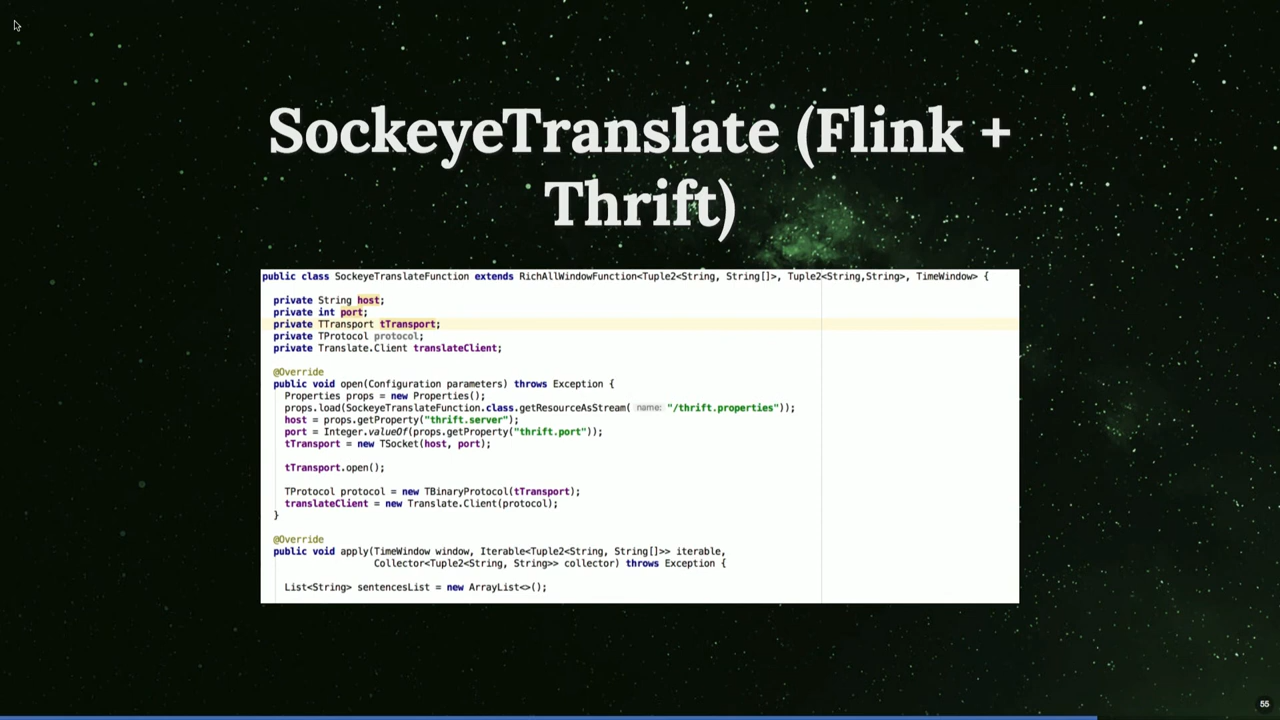 SockeyeTranslate (Flink +
Thrift)
public class SockeyeTranslateFunction extends RichAllWindowFunction<Tuple2<String, String[]>, Tuple2<String,String>, TimeWindow> {
private String host;
private int port;
private TTransport tTransport;
private TProtocol protocol;
private Translate.Client translateClient;
@Override
public void open(Configuration parameters) throws Exception {
Properties props = new Properties();
props.load(SockeyeTranslateFunction.class.getResourceAsStream( name: "/thrift.properties"));
host = props.getProperty("thrift.server");
port = Integer.valueOf(props.getProperty("thrift.port"));
tTransport = new TSocket(host, port);
tTransport.open();
TProtocol protocol = new TBinaryProtocol(tTransport);
translateClient = new Translate.Client(protocol);
}
@Override
public void apply(TimeWindow window, Iterable<Tuple2<String, String[]>> iterable,
Collector<Tuple2<String, String>> collector) throws Exception {
List<String> sentencesList = new ArrayList<>();
55